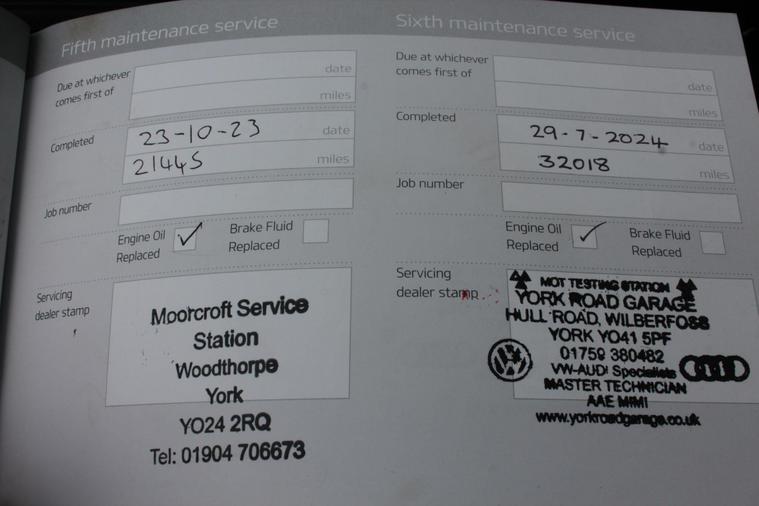 Fifth maintenance service
Due at whichever
comes first of
date
miles
Completed
23-10-23 date
21445 miles
Job number
Engine Oil
Replaced
Brake Fluid
Replaced
Servicing
dealer stamp
Moorcroft Service
Station
Woodthorpe
York
YO24 2RQ
Tel: 01904 706673
Sixth maintenance service
Due at whichever
comes first of
date
miles
Completed
29-7-2024 date
32018 miles
Job number
Engine Oil
Replaced
Brake Fluid
Replaced
Servicing
dealer stamp
MOT TESTING STATION
YORK ROAD GARAGE
HULL ROAD, WILBERFOSS
YORK YO41 5PF
01759 380482
VW-AUDI Specialists
MASTER TECHNICIAN
AAE MIMI
www.yorkroadgarage.co.uk